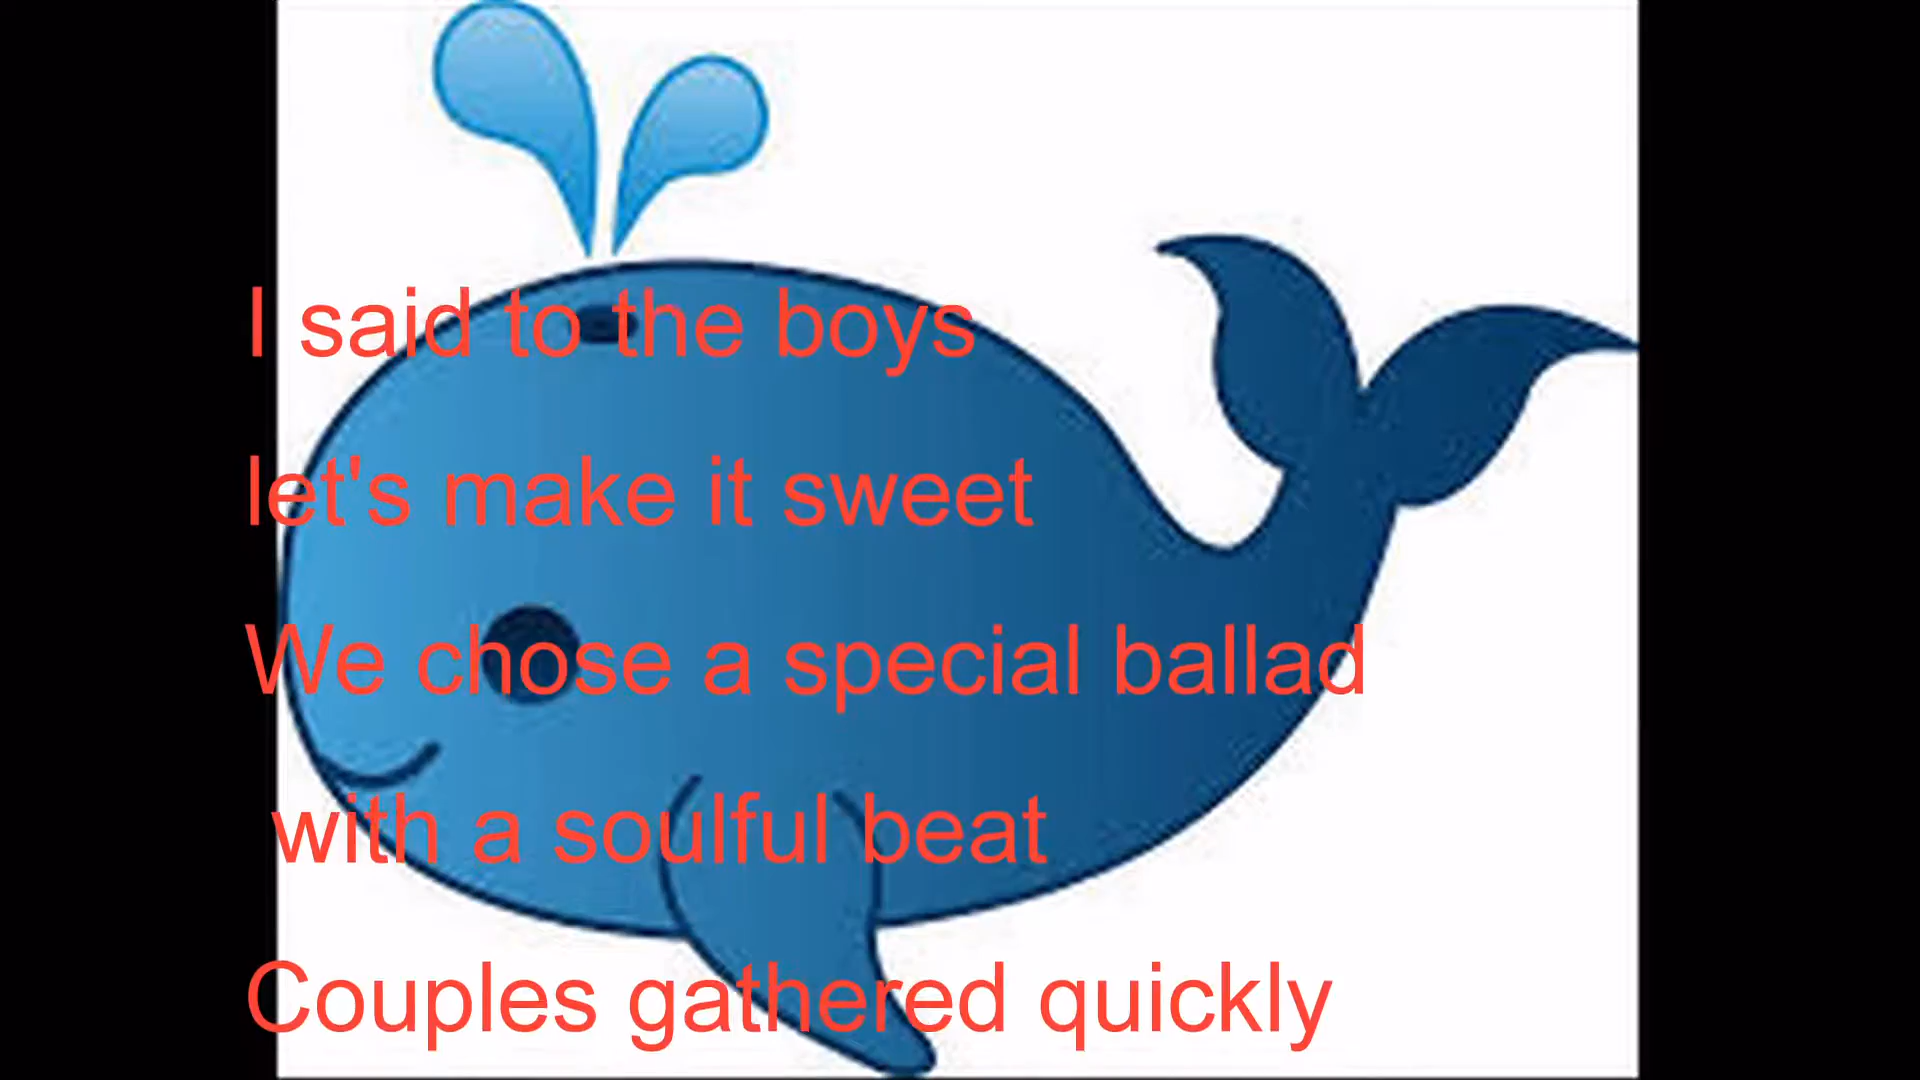 I said to the boys
let's make it sweet
We chose a special ballad
with a soulful beat
Couples gathered quickly